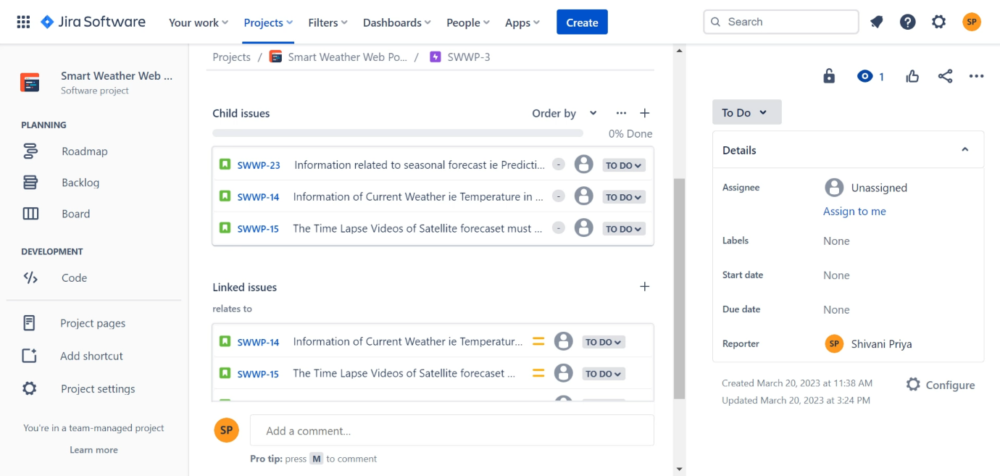 Jira Software Your work Projects Filters Dashboards People Apps Create Search SP
Projects / Smart Weather Web Po... / SWWP-3
Smart Weather Web ...
Software project
PLANNING
Roadmap
Backlog
Board
DEVELOPMENT
Code
Project pages
Add shortcut
Project settings
You're in a team-managed project
Learn more
Child issues Order by
0% Done
SWWP-23 Information related to seasonal forecast ie Predicti... - TO DO
SWWP-14 Information of Current Weather ie Temperature in ... - TO DO
SWWP-15 The Time Lapse Videos of Satellite forecaset must ... - TO DO
Linked issues
relates to
SWWP-14 Information of Current Weather ie Temperatur... TO DO
SWWP-15 The Time Lapse Videos of Satellite forecaset ... TO DO
SP Add a comment...
Pro tip: press M to comment
1
To Do
Details
Assignee Unassigned
Assign to me
Labels None
Start date None
Due date None
Reporter SP Shivani Priya
Created March 20, 2023 at 11:38 AM
Updated March 20, 2023 at 3:24 PM
Configure